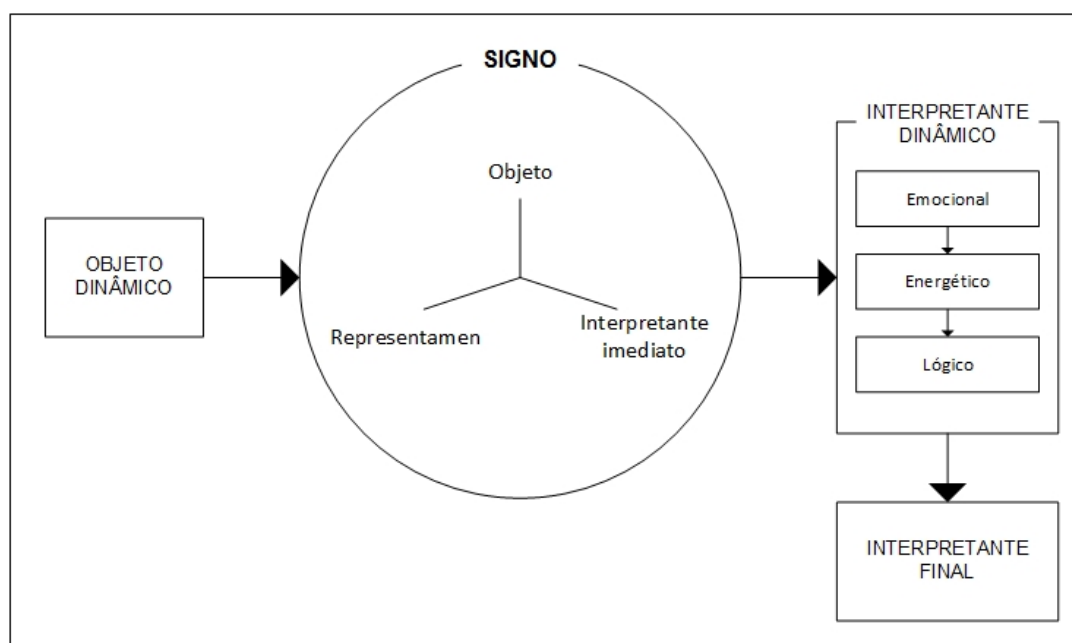 SIGNO
Objeto
Representamen
Interpretante
imediato
OBJETO
DINÂMICO
INTERPRETANTE
DINÂMICO
Emocional
Energético
Lógico
INTERPRETANTE
FINAL